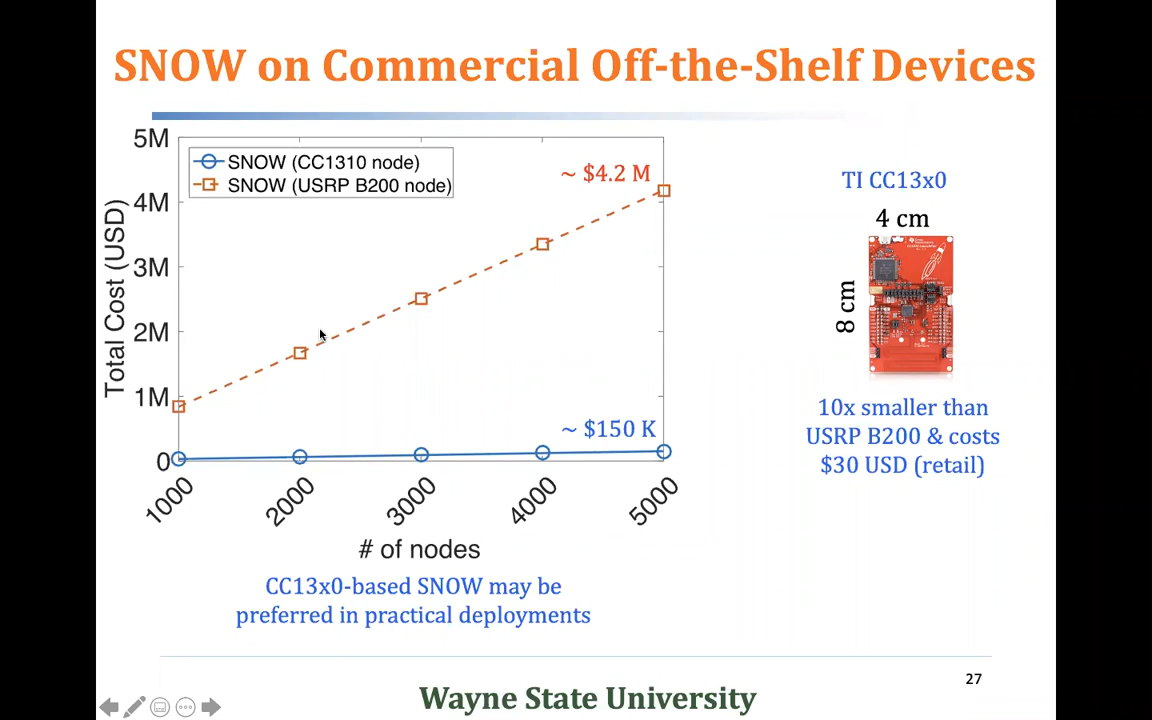 SNOW on Commercial Off-the-Shelf Devices
5M
4M
3M
2M
1M
0
Total Cost (USD)
SNOW (CC1310 node)
SNOW (USRP B200 node)
~ $4.2 M
~ $150 K
1000
2000
3000
4000
5000
# of nodes
CC13x0-based SNOW may be
preferred in practical deployments
TI CC13x0
4 cm
8 cm
10x smaller than
USRP B200 & costs
$30 USD (retail)
27
Wayne State University